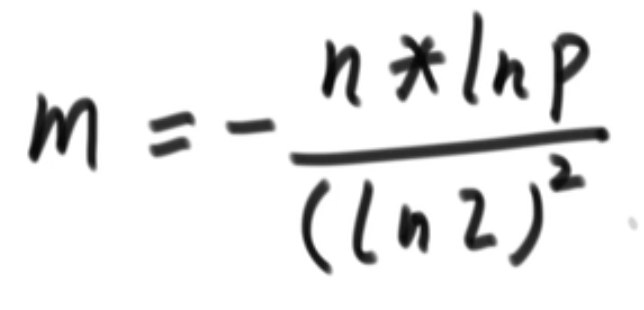 m = - n * ln p / (ln 2)^2